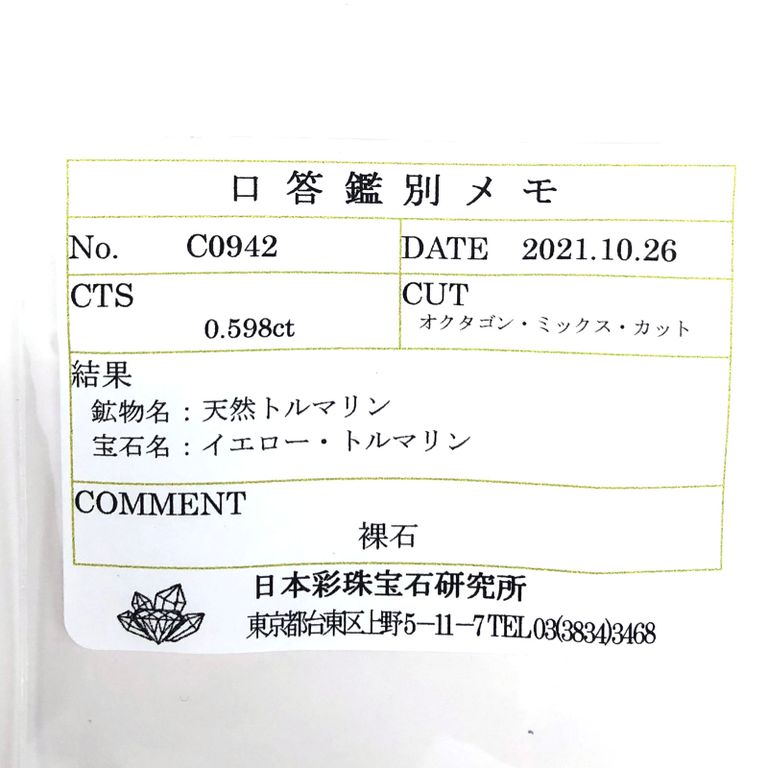 口答鑑別メモ
No. C0942 DATE 2021.10.26
CTS CUT
0.598ct オクタゴン・ミックス・カット
結果
鉱物名：天然トルマリン
宝石名：イエロー・トルマリン
COMMENT
裸石
日本彩珠宝石研究所
東京都台東区上野5－11－7 TEL 03(3834)3468